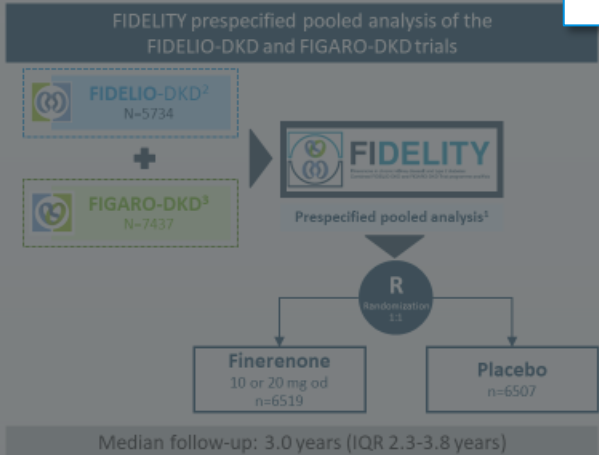 FIDELITY prespecified pooled analysis of the
FIDELIO-DKD and FIGARO-DKD trials
FIDELIO-DKD²
N=5734
FIGARO-DKD³
N=7437
FIDELITY
Prespecified pooled analysis¹
R
Randomization
1:1
Finerenone
10 or 20 mg od
n=6519
Placebo
n=6507
Median follow-up: 3.0 years (IQR 2.3-3.8 years)